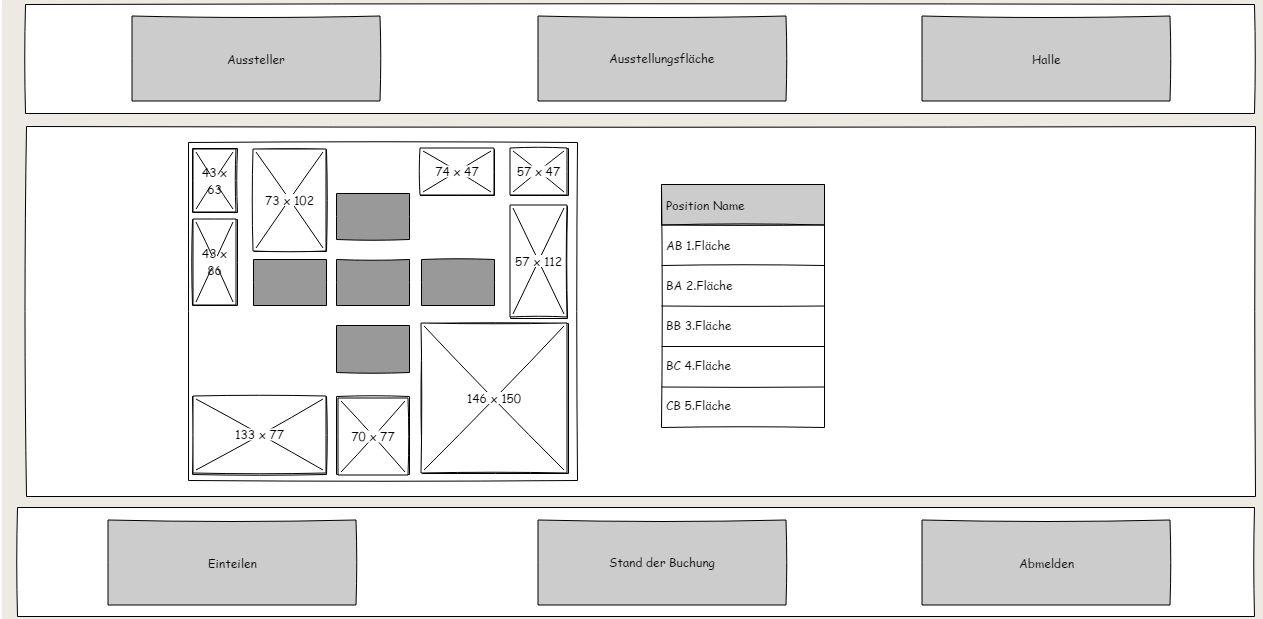 Aussteller
Ausstellungsfläche
Halle
43 x
63
73 x 102
74 x 47
57 x 47
43 x
86
57 x 112
146 x 150
133 x 77
70 x 77
Position Name
AB 1.Fläche
BA 2.Fläche
BB 3.Fläche
BC 4.Fläche
CB 5.Fläche
Einteilen
Stand der Buchung
Abmelden